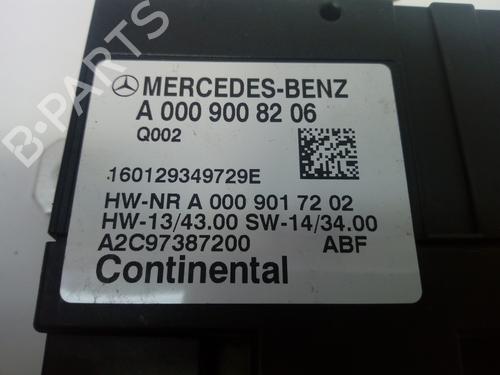 MERCEDES-BENZ
A 000 900 82 06
Q002
160129349729E
HW-NR A 000 901 72 02
HW-13/43.00 SW-14/34.00
A2C97387200 ABF
Continental
B-PARTS